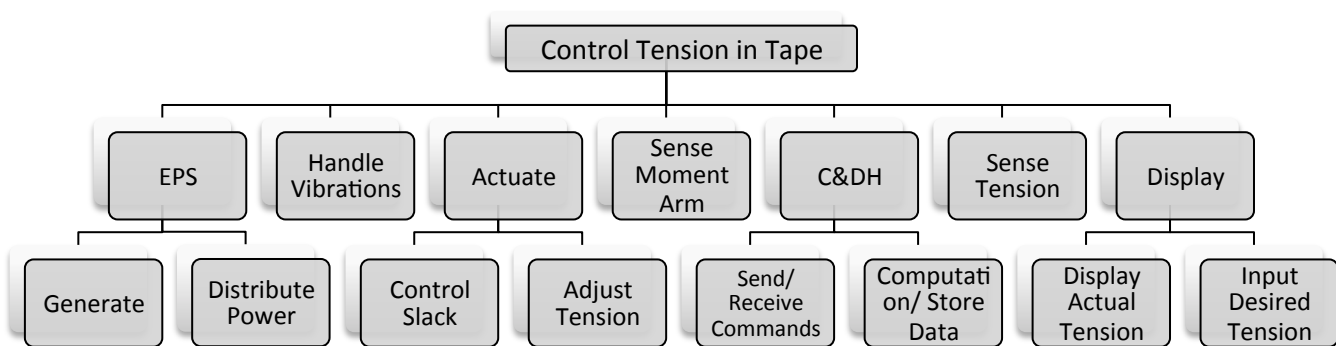 Control Tension in Tape
EPS
Handle
Vibrations
Actuate
Sense
Moment
Arm
C&DH
Sense
Tension
Display
Generate
Distribute
Power
Control
Slack
Adjust
Tension
Send/
Receive
Commands
Computati
on/ Store
Data
Display
Actual
Tension
Input
Desired
Tension